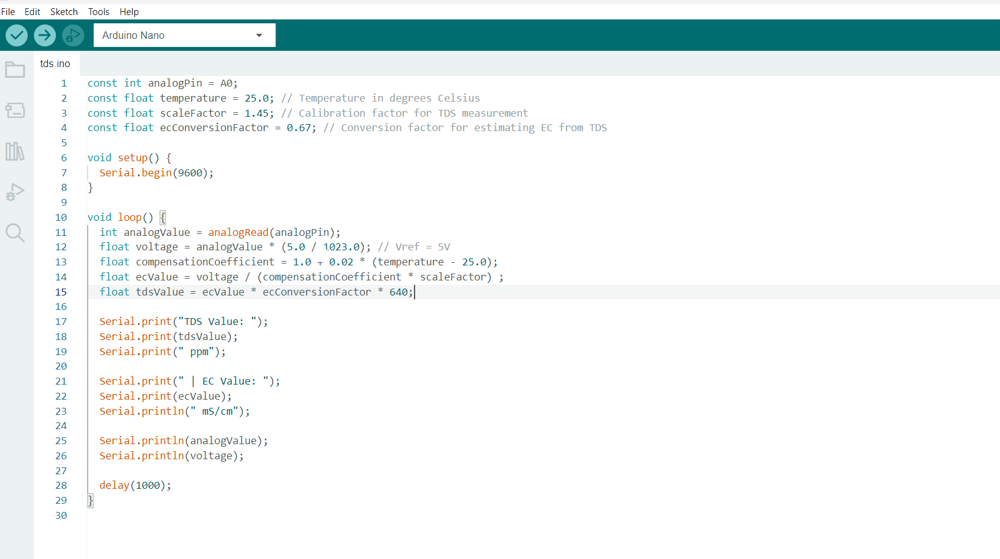 File Edit Sketch Tools Help
Arduino Nano
tds.ino
1 const int analogPin = A0;
2 const float temperature = 25.0; // Temperature in degrees Celsius
3 const float scaleFactor = 1.45; // Calibration factor for TDS measurement
4 const float ecConversionFactor = 0.67; // Conversion factor for estimating EC from TDS
5
6 void setup() {
7 Serial.begin(9600);
8 }
9
10 void loop() {
11 int analogValue = analogRead(analogPin);
12 float voltage = analogValue * (5.0 / 1023.0); // Vref = 5V
13 float compensationCoefficient = 1.0 + 0.02 * (temperature - 25.0);
14 float ecValue = voltage / (compensationCoefficient * scaleFactor) ;
15 float tdsValue = ecValue * ecConversionFactor * 640;
16
17 Serial.print("TDS Value: ");
18 Serial.print(tdsValue);
19 Serial.print(" ppm");
20
21 Serial.print(" | EC Value: ");
22 Serial.print(ecValue);
23 Serial.println(" mS/cm");
24
25 Serial.println(analogValue);
26 Serial.println(voltage);
27
28 delay(1000);
29 }
30